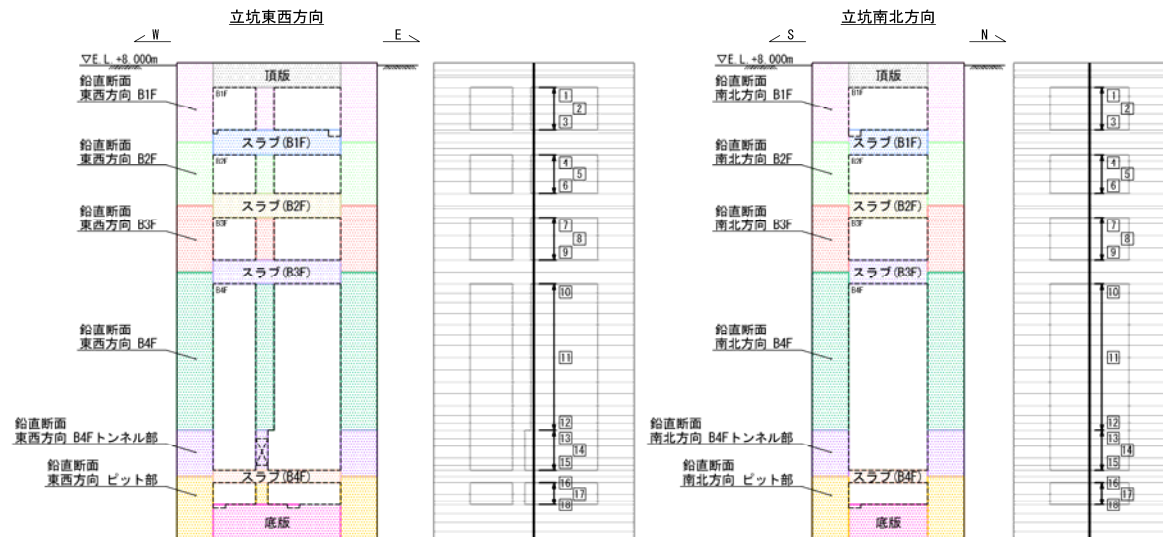 立坑東西方向
W
E
▽E.L.+8.000m
頂版
鉛直断面
東西方向 B1F
B1F
スラブ(B1F)
鉛直断面
東西方向 B2F
B2F
スラブ(B2F)
鉛直断面
東西方向 B3F
B3F
スラブ(B3F)
B4F
鉛直断面
東西方向 B4F
鉛直断面
東西方向 B4Fトンネル部
鉛直断面
東西方向 ピット部
スラブ(B4F)
底版
1
2
3
4
5
6
7
8
9
10
11
12
13
14
15
16
17
18
立坑南北方向
S
N
▽E.L.+8.000m
頂版
鉛直断面
南北方向 B1F
B1F
スラブ(B1F)
鉛直断面
南北方向 B2F
B2F
スラブ(B2F)
鉛直断面
南北方向 B3F
B3F
スラブ(B3F)
B4F
鉛直断面
南北方向 B4F
鉛直断面
南北方向 B4Fトンネル部
鉛直断面
南北方向 ピット部
スラブ(B4F)
底版
1
2
3
4
5
6
7
8
9
10
11
12
13
14
15
16
17
18